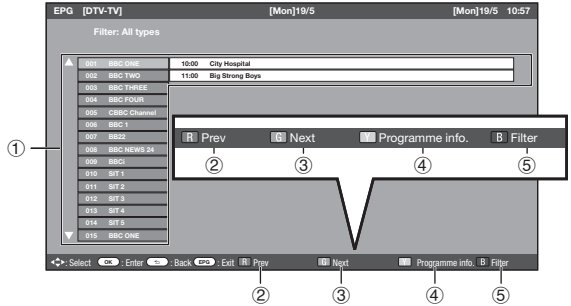 EPG [DTV-TV] [Mon]19/5 [Mon]19/5 10:57
Filter: All types
001 BBC ONE 10:00 City Hospital
002 BBC TWO 11:00 Big Strong Boys
003 BBC THREE
004 BBC FOUR
005 CBBC Channel
006 BBC 1
007 BB22
008 BBC NEWS 24
009 BBCi
010 SIT 1
011 SIT 2
012 SIT 3
013 SIT 4
014 SIT 5
015 BBC ONE
①
R Prev G Next Y Programme info. B Filter
② ③ ④ ⑤
: Select OK : Enter : Back EPG : Exit R Prev G Next Y Programme info. B Filter
② ③ ④ ⑤